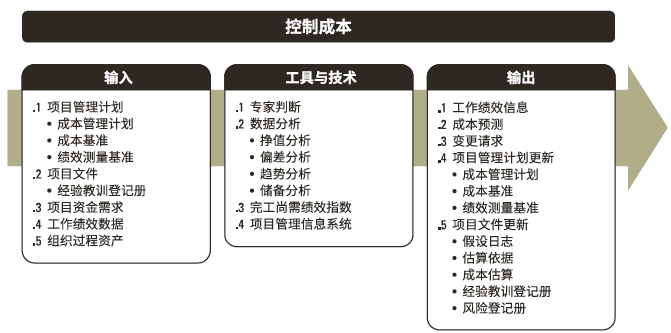 控制成本
输入
.1 项目管理计划
• 成本管理计划
• 成本基准
• 绩效测量基准
.2 项目文件
• 经验教训登记册
.3 项目资金需求
.4 工作绩效数据
.5 组织过程资产
工具与技术
.1 专家判断
.2 数据分析
• 挣值分析
• 偏差分析
• 趋势分析
• 储备分析
.3 完工尚需绩效指数
.4 项目管理信息系统
输出
.1 工作绩效信息
.2 成本预测
.3 变更请求
.4 项目管理计划更新
• 成本管理计划
• 成本基准
• 绩效测量基准
.5 项目文件更新
• 假设日志
• 估算依据
• 成本估算
• 经验教训登记册
• 风险登记册